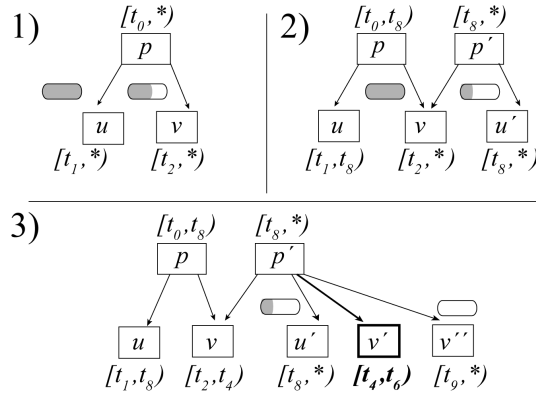 1)
[t₀,*)
p
u
v
[t₁,*)
[t₂,*)
2)
[t₀,t₈)
[t₈,*)
p
p´
u
v
u´
[t₁,t₈)
[t₂,*)
[t₈,*)
3)
[t₀,t₈)
[t₈,*)
p
p´
u
v
u´
v´
v´´
[t₁,t₈)
[t₂,t₄)
[t₈,*)
[t₄,t₆)
[t₉,*)